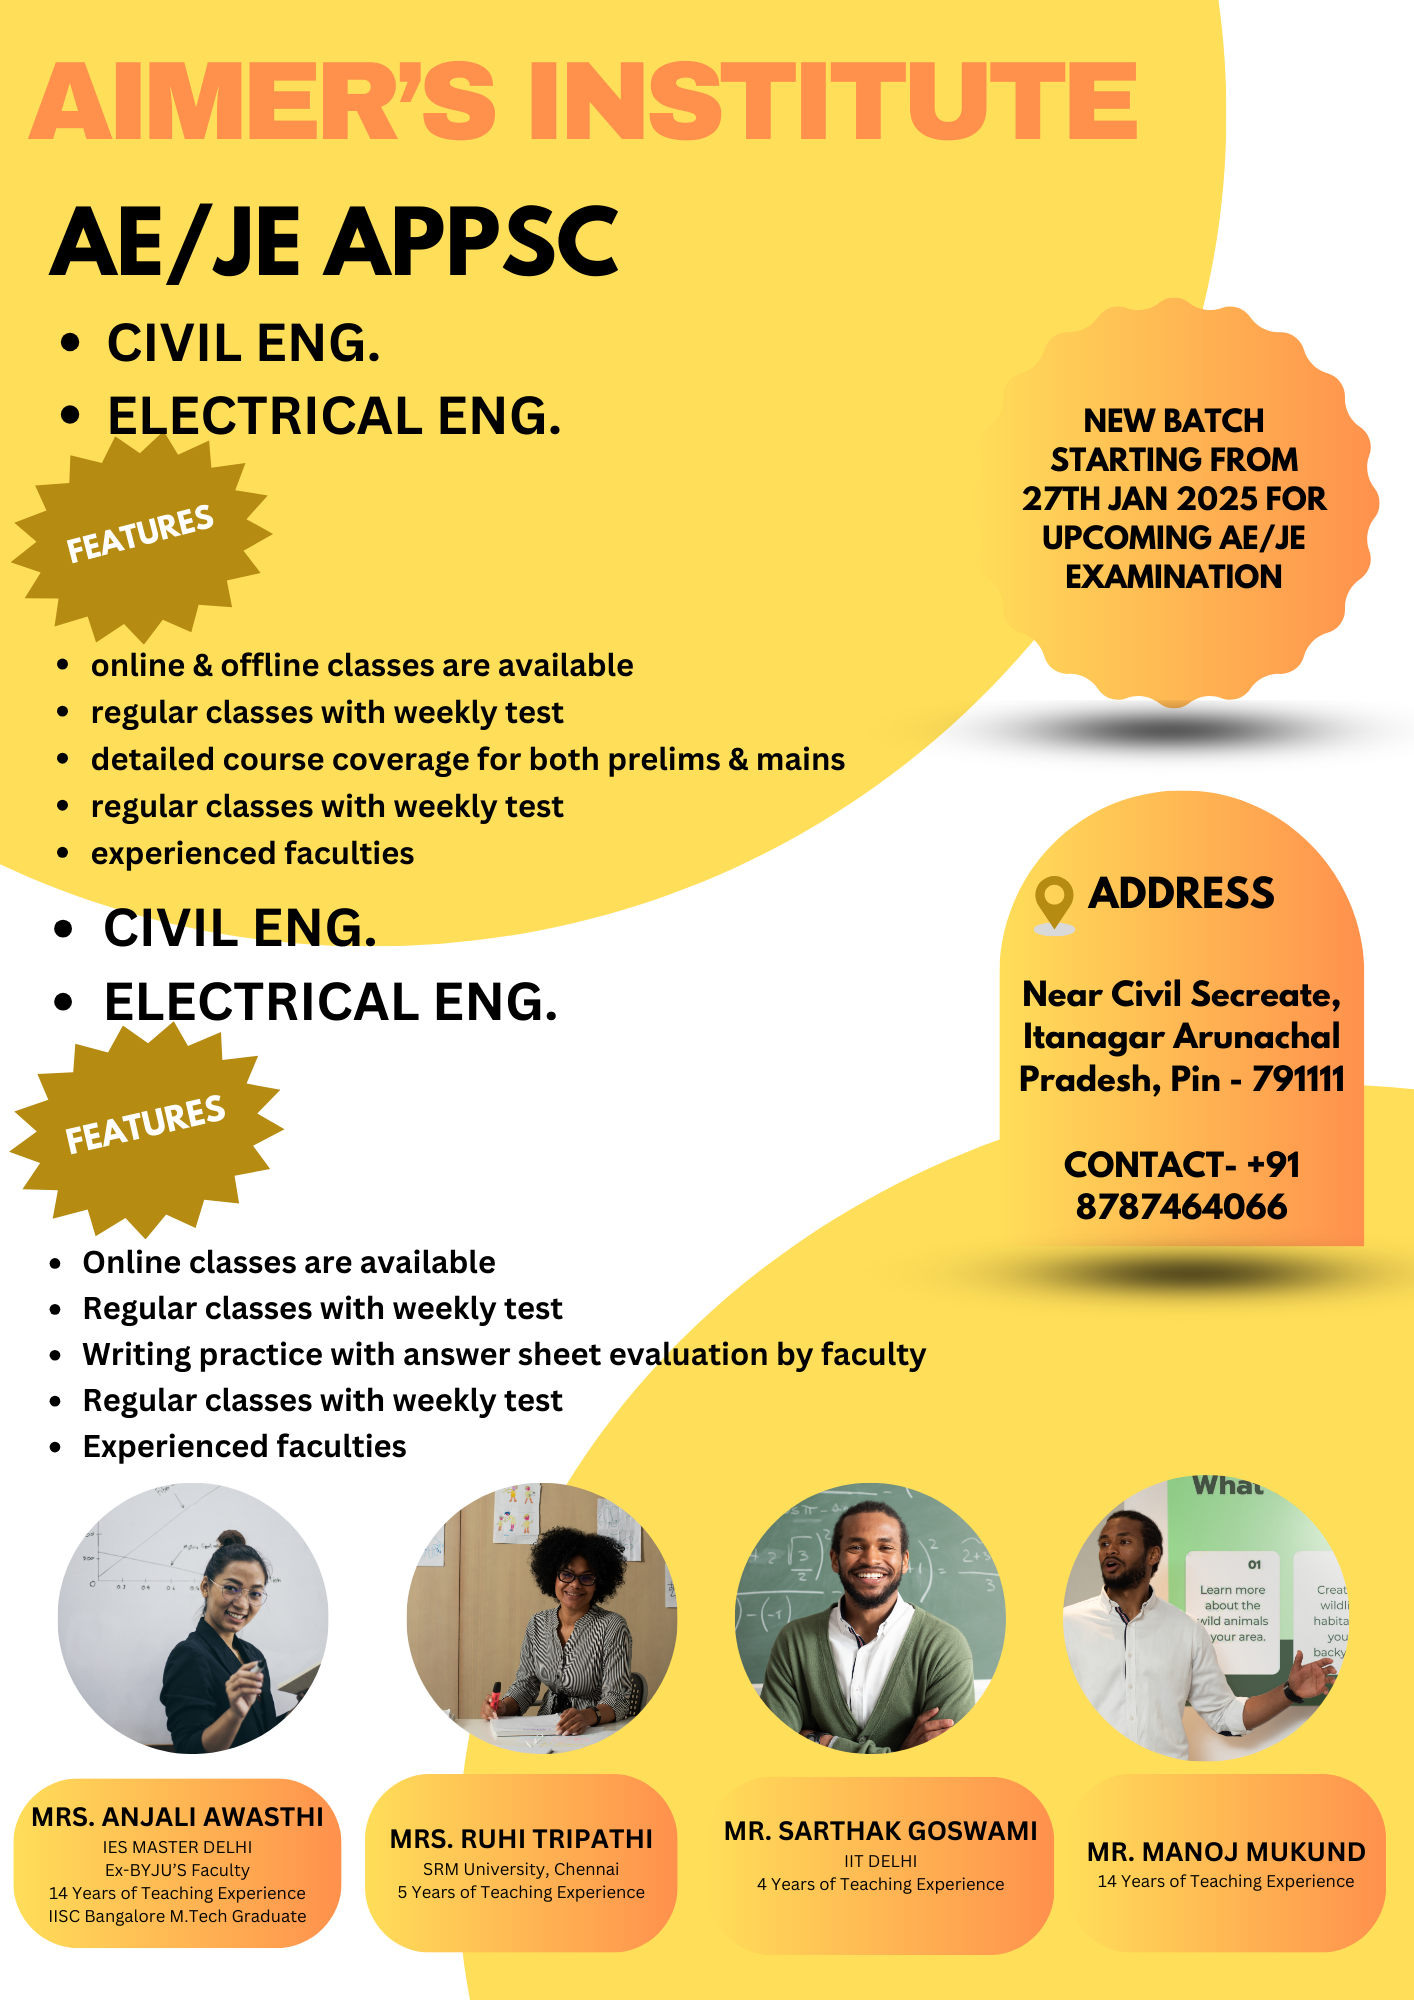 AIMER'S INSTITUTE
AE/JE APPSC
• CIVIL ENG.
• ELECTRICAL ENG.
FEATURES
• online & offline classes are available
• regular classes with weekly test
• detailed course coverage for both prelims & mains
• regular classes with weekly test
• experienced faculties
NEW BATCH
STARTING FROM
27TH JAN 2025 FOR
UPCOMING AE/JE
EXAMINATION
ADDRESS
Near Civil Secreate,
Itanagar Arunachal
Pradesh, Pin - 791111
CONTACT- +91
8787464066
• CIVIL ENG.
• ELECTRICAL ENG.
FEATURES
• Online classes are available
• Regular classes with weekly test
• Writing practice with answer sheet evaluation by faculty
• Regular classes with weekly test
• Experienced faculties
What
01
Learn more
about the
wild animals
your area.
MRS. ANJALI AWASTHI
IES MASTER DELHI
Ex-BYJU'S Faculty
14 Years of Teaching Experience
IISC Bangalore M.Tech Graduate
MRS. RUHI TRIPATHI
SRM University, Chennai
5 Years of Teaching Experience
MR. SARTHAK GOSWAMI
IIT DELHI
4 Years of Teaching Experience
MR. MANOJ MUKUND
14 Years of Teaching Experience